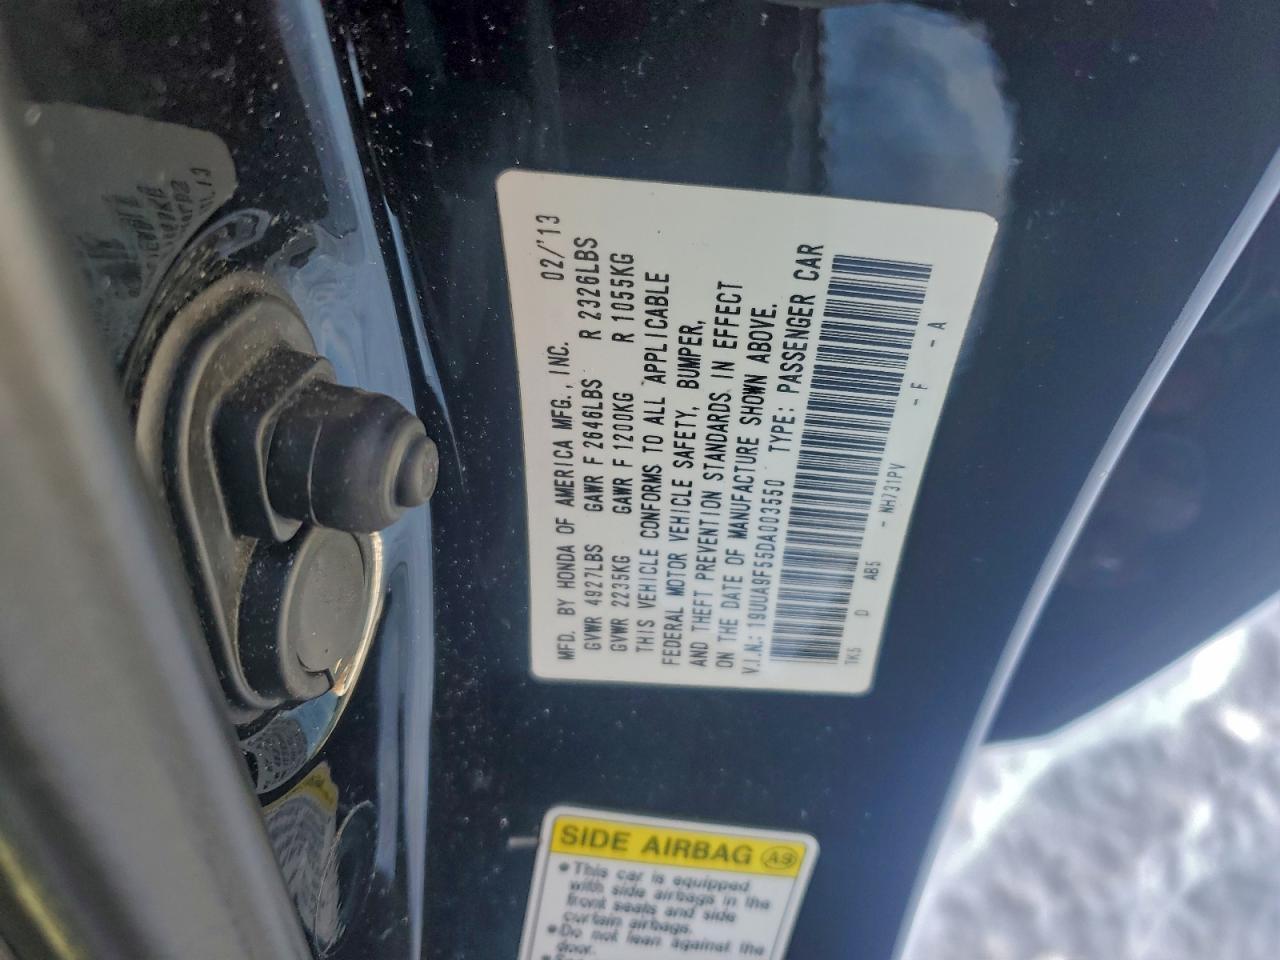 MFD. BY HONDA OF AMERICA MFG., INC. 02/'13
GVWR 4927LBS GAWR F 2646LBS R 2326LBS
GVWR 2235KG GAWR F 1200KG R 1055KG
THIS VEHICLE CONFORMS TO ALL APPLICABLE
FEDERAL MOTOR VEHICLE SAFETY, BUMPER,
AND THEFT PREVENTION STANDARDS IN EFFECT
ON THE DATE OF MANUFACTURE SHOWN ABOVE.
V.I.N.: 19UUA9F55DA003550 TYPE: PASSENGER CAR
TK5 D AB5 - NH731PV - F - A
SIDE AIRBAG A9
•This car is equipped
with side airbags in the
front seats and side
curtain airbags.
•Do not lean against the
door.